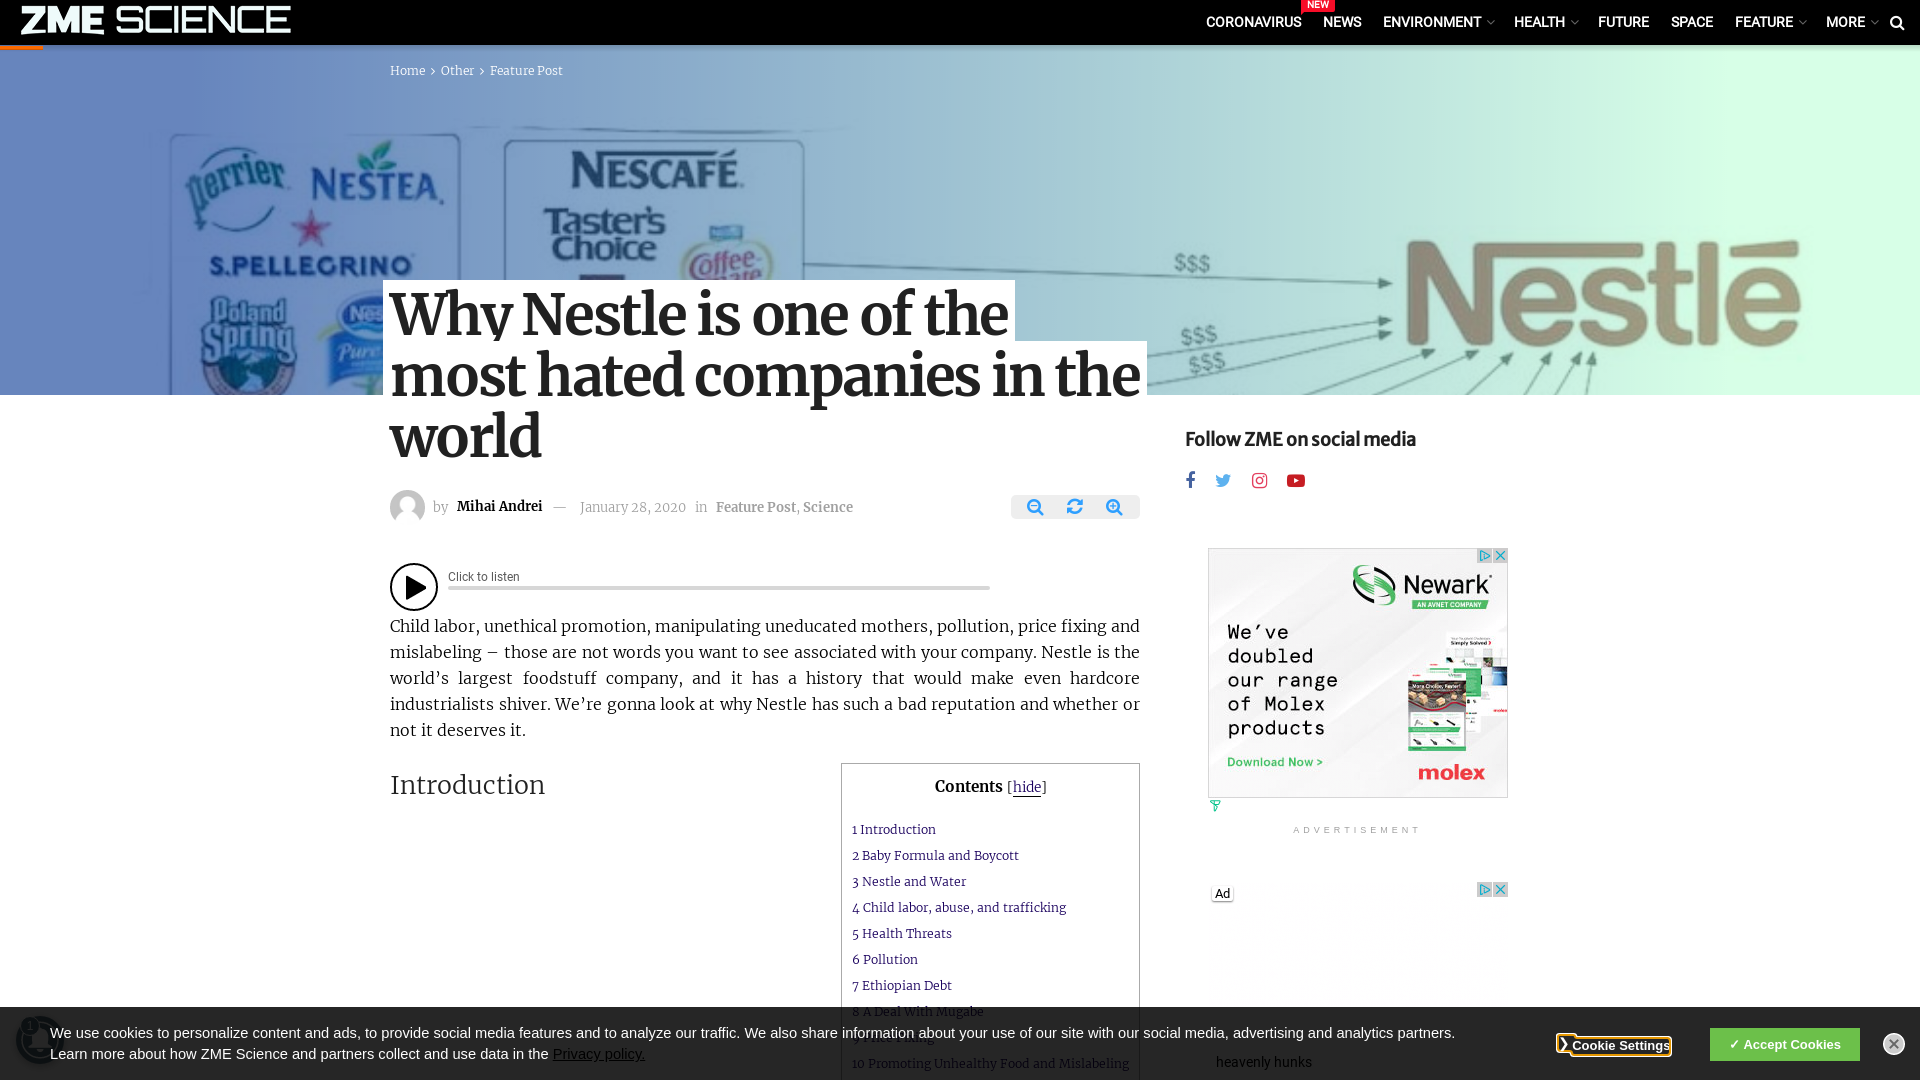 ZME SCIENCE
NEW
CORONAVIRUS NEWS ENVIRONMENT HEALTH FUTURE SPACE FEATURE MORE
Home > Other > Feature Post
perrier NESTEA
S.PELLEGRINO
Poland Spring
NESCAFÉ
Taster's Choice
Coffee-mate
$$$
$$$
$$$
Nestlé
Why Nestle is one of the
most hated companies in the
world
by Mihai Andrei — January 28, 2020 in Feature Post, Science
Click to listen
Child labor, unethical promotion, manipulating uneducated mothers, pollution, price fixing and
mislabeling – those are not words you want to see associated with your company. Nestle is the
world's largest foodstuff company, and it has a history that would make even hardcore
industrialists shiver. We're gonna look at why Nestle has such a bad reputation and whether or
not it deserves it.
Introduction
Contents [hide]
1 Introduction
2 Baby Formula and Boycott
3 Nestle and Water
4 Child labor, abuse, and trafficking
5 Health Threats
6 Pollution
7 Ethiopian Debt
8 A Deal With Mugabe
9 Price Fixing
10 Promoting Unhealthy Food and Mislabeling
Follow ZME on social media
Newark
AN AVNET COMPANY
We've
doubled
our range
of Molex
products
Download Now >
molex
ADVERTISEMENT
Ad
heavenly hunks
1
We use cookies to personalize content and ads, to provide social media features and to analyze our traffic. We also share information about your use of our site with our social media, advertising and analytics partners.
Learn more about how ZME Science and partners collect and use data in the Privacy policy.
❯ Cookie Settings
✓ Accept Cookies